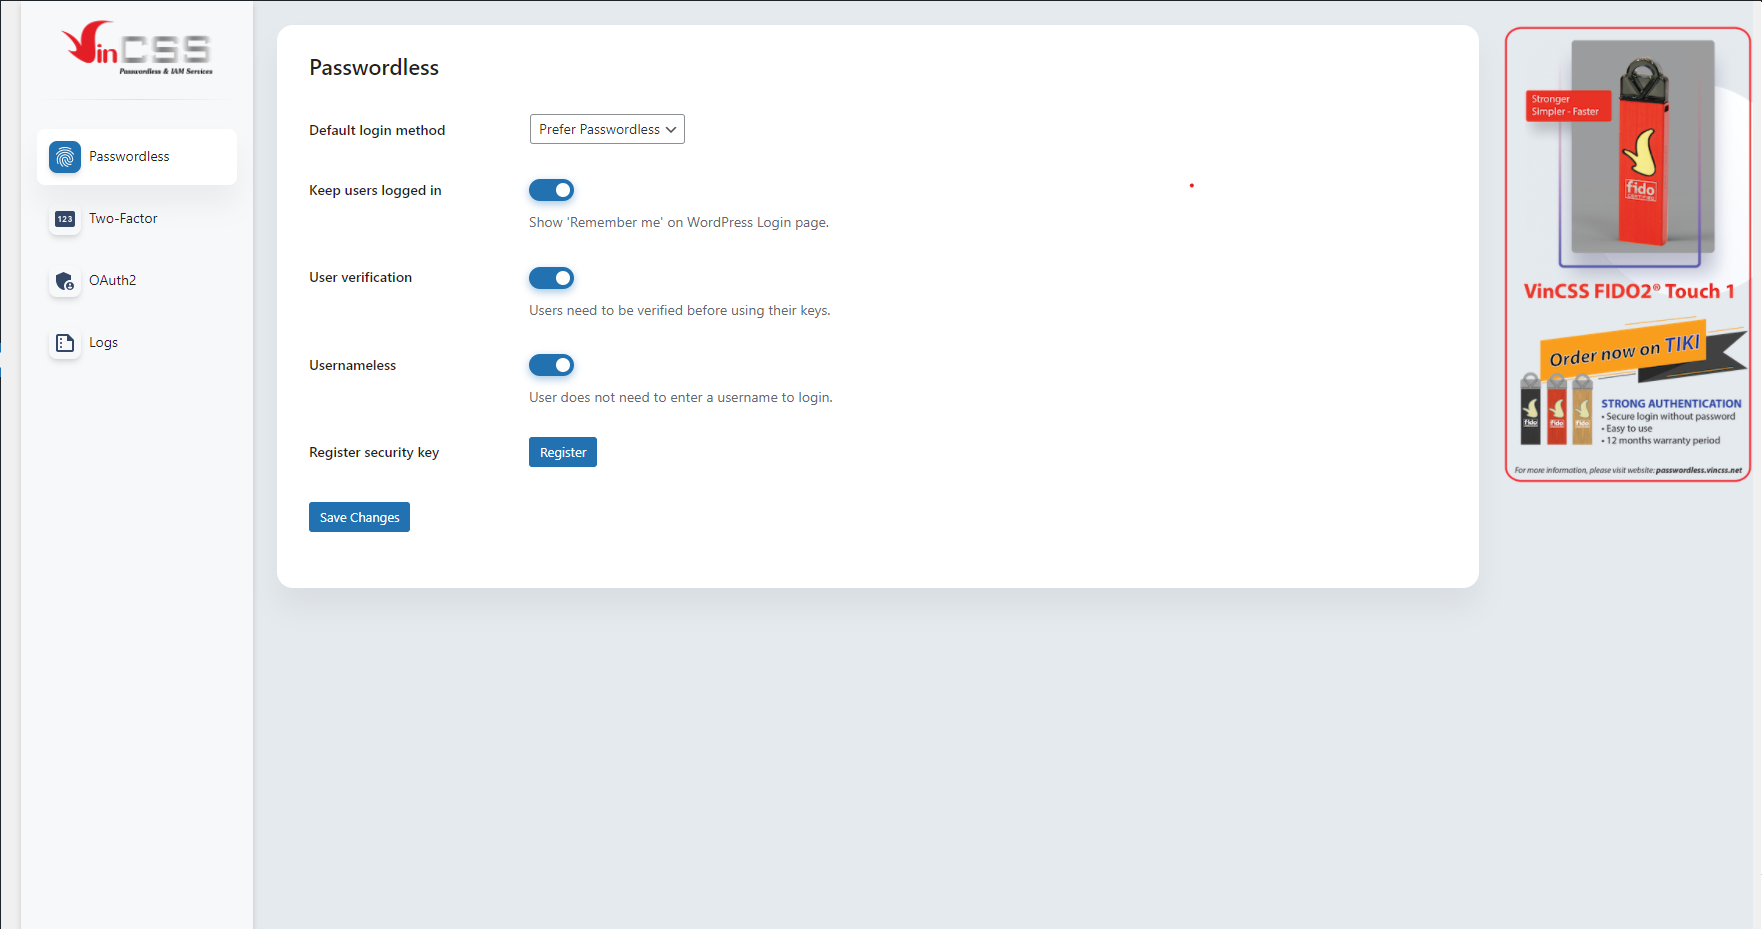 VinCSS
Passwordless & IAM Services
Passwordless
Two-Factor
OAuth2
Logs
Passwordless
Default login method
Prefer Passwordless
Keep users logged in
Show 'Remember me' on WordPress Login page.
User verification
Users need to be verified before using their keys.
Usernameless
User does not need to enter a username to login.
Register security key
Register
Save Changes
Stronger
Simpler - Faster
fido
CERTIFIED
VinCSS FIDO2® Touch 1
Order now on TIKI
fido
fido
fido
STRONG AUTHENTICATION
• Secure login without password
• Easy to use
• 12 months warranty period
For more information, please visit website: passwordless.vincss.net
123